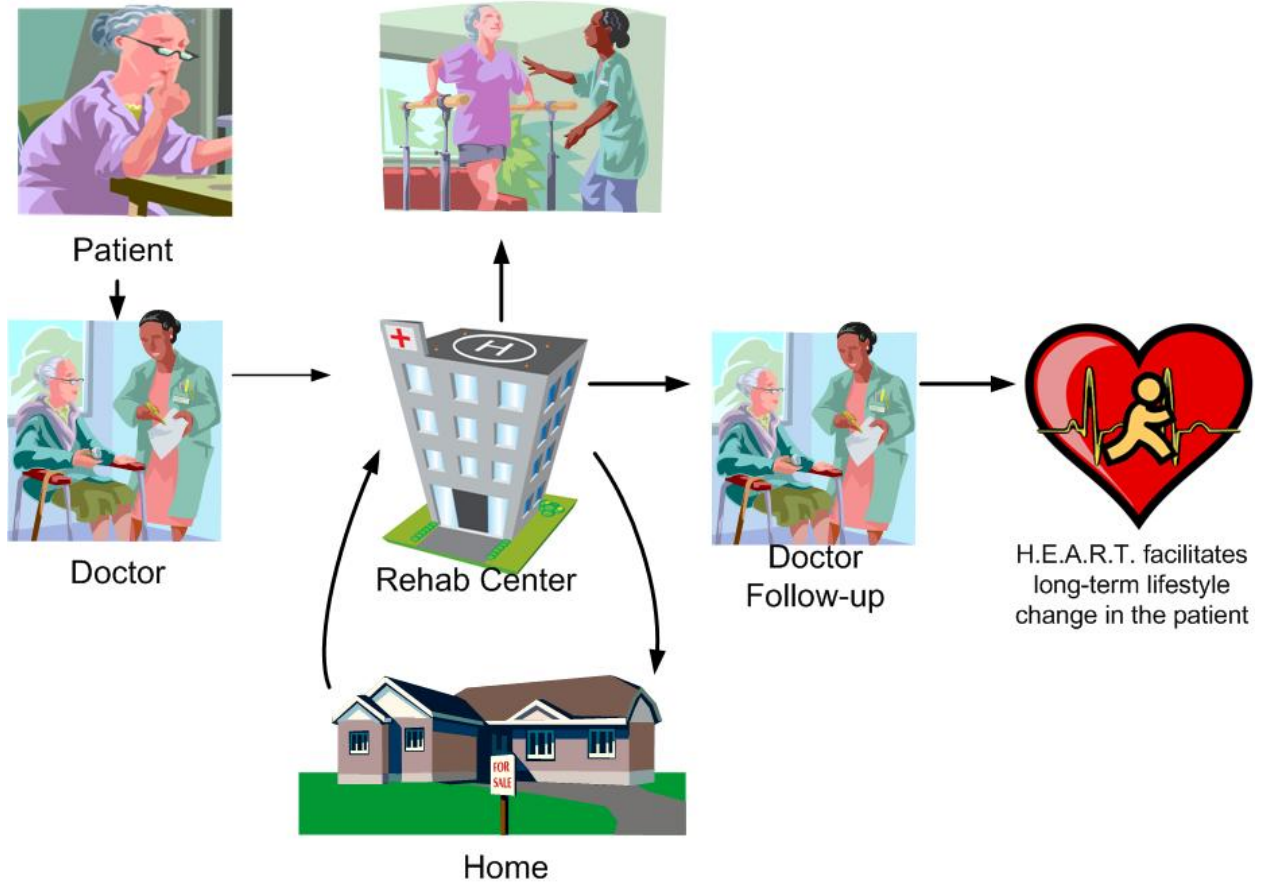 Patient
Doctor
H
Rehab Center
Doctor
Follow-up
H.E.A.R.T. facilitates
long-term lifestyle
change in the patient
FOR
SALE
Home